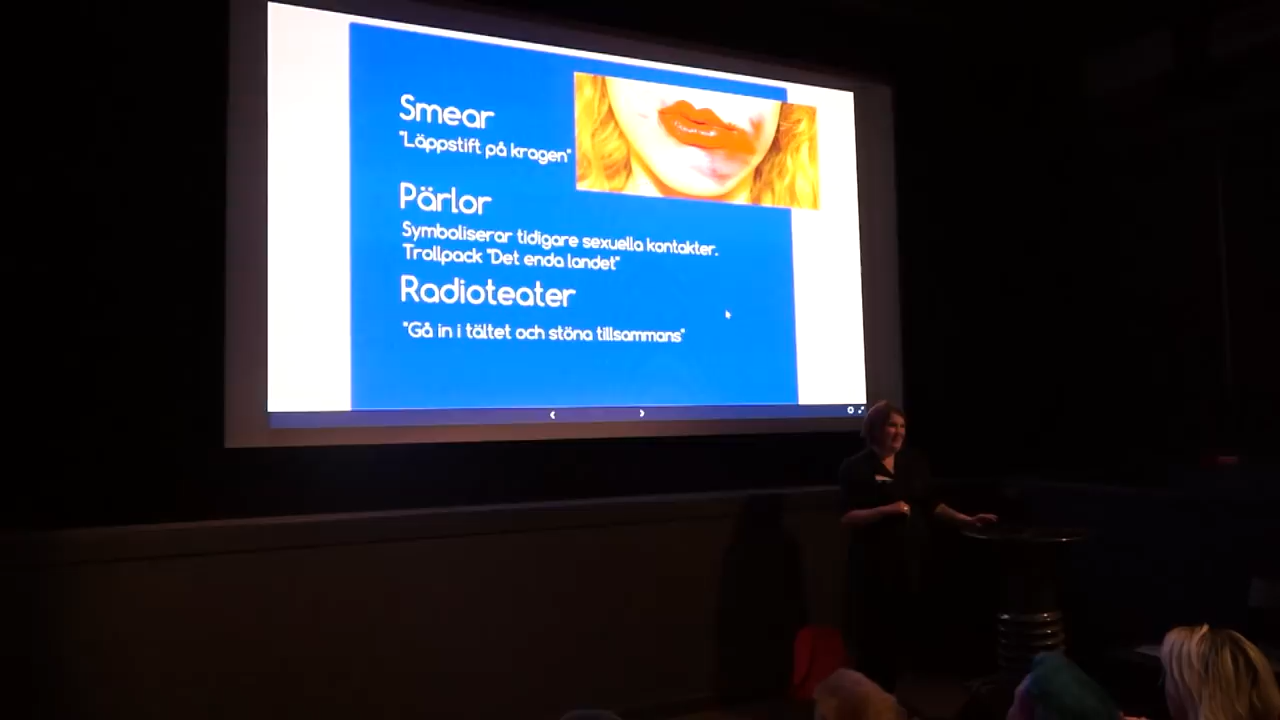 Smear
"Läppstift på kragen"
Pärlor
Symboliserar tidigare sexuella kontakter.
Trollpack "Det enda landet"
Radioteater
"Gå in i tältet och stöna tillsammans"